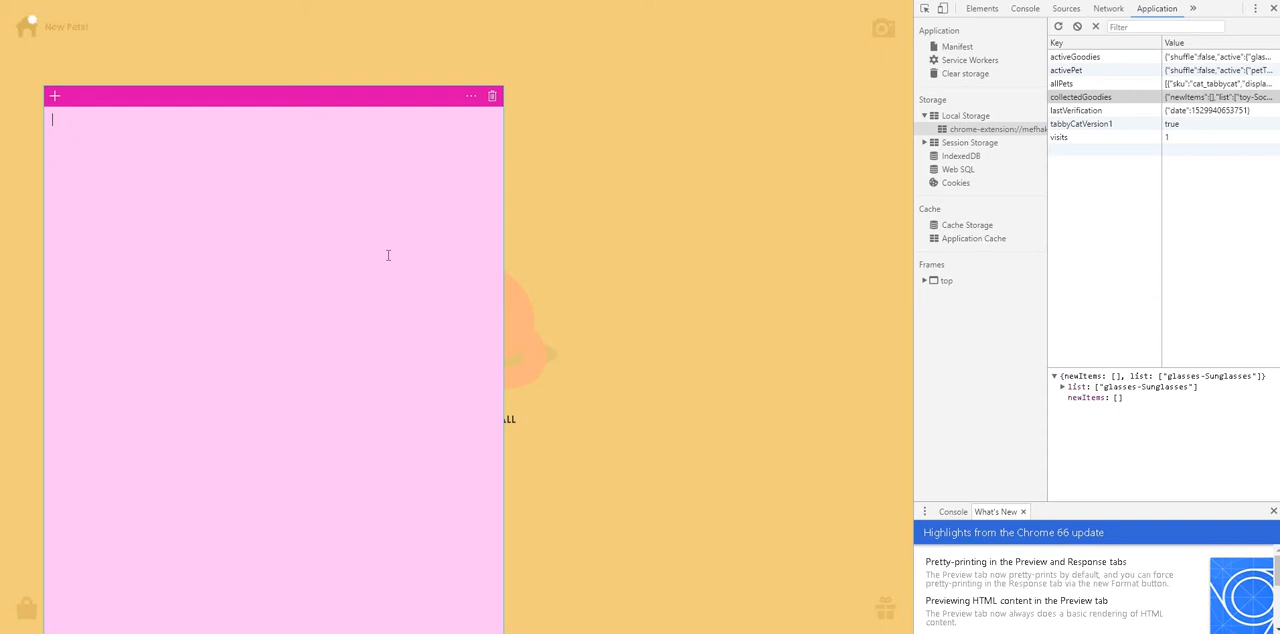 New Pets!
ALL
Elements Console Sources Network Application
Filter
Application
Manifest
Service Workers
Clear storage
Storage
Local Storage
chrome-extension://mefhak
Session Storage
IndexedDB
Web SQL
Cookies
Cache
Cache Storage
Application Cache
Frames
top
Key Value
activeGoodies {"shuffle":false,"active":["glas...
activePet {"shuffle":false,"active":["petT...
allPets [{"sku":"cat_tabbycat","displa...
collectedGoodies {"newItems":[],"list":["toy-Soc...
lastVerification {"date":1529940653751}
tabbyCatVersion1 true
visits 1
{newItems: [], list: ["glasses-Sunglasses"]}
list: ["glasses-Sunglasses"]
newItems: []
Console What's New
Highlights from the Chrome 66 update
Pretty-printing in the Preview and Response tabs
The Preview tab now pretty-prints by default, and you can force
pretty-printing in the Response tab via the new Format button.
Previewing HTML content in the Preview tab
The Preview tab now always does a basic rendering of HTML
content.